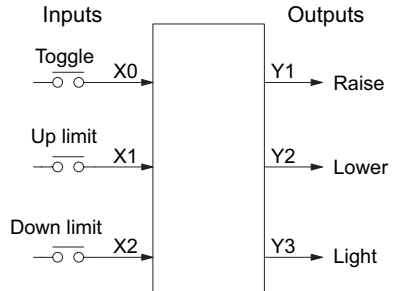 Inputs Outputs
Toggle X0 Y1 Raise
Up limit X1 Y2 Lower
Down limit X2 Y3 Light